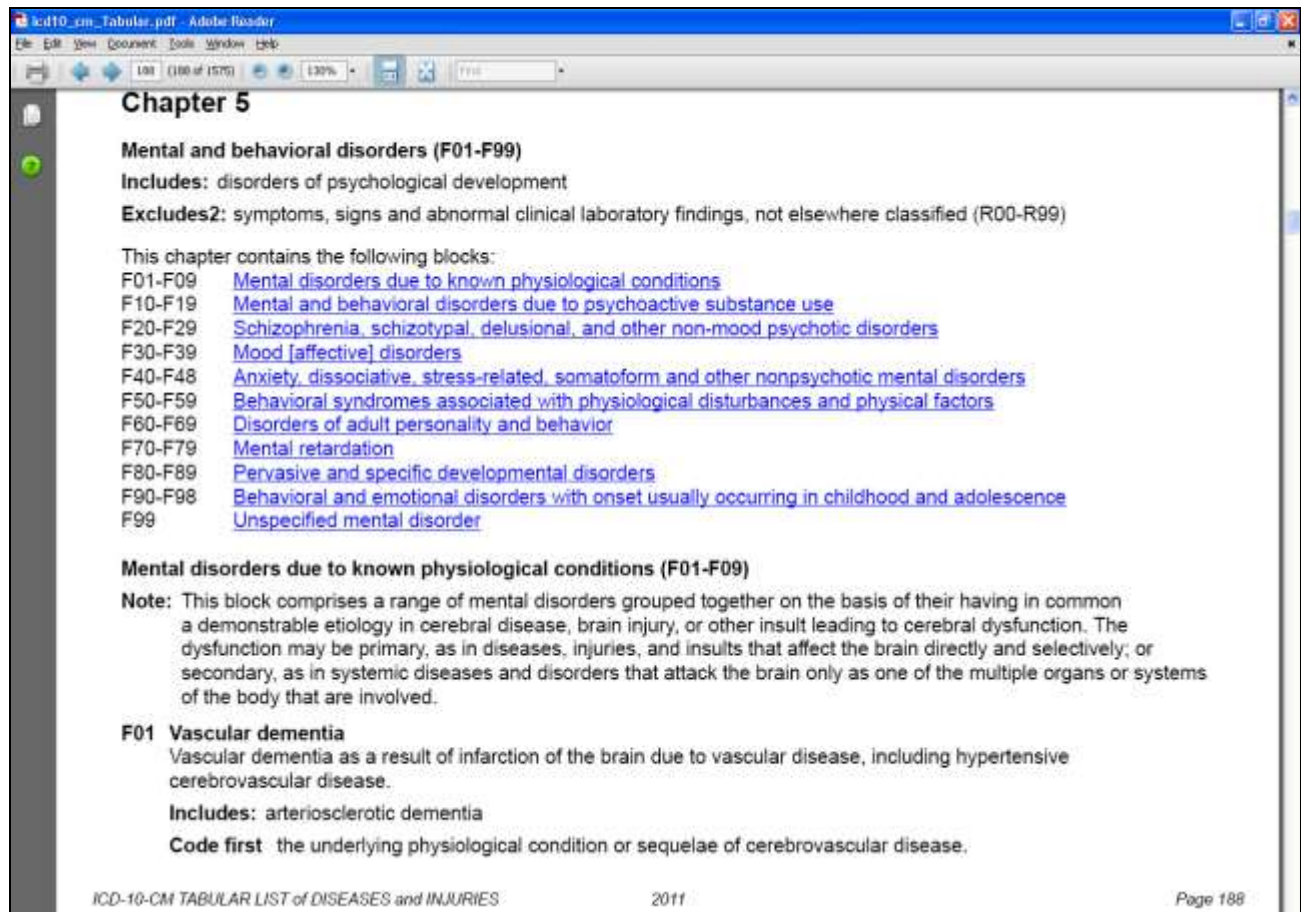 icd10_cm_Tabular.pdf - Adobe Reader
File Edit View Document Tools Window Help
188 (188 of 1575) 130% Find
Chapter 5
Mental and behavioral disorders (F01-F99)
Includes: disorders of psychological development
Excludes2: symptoms, signs and abnormal clinical laboratory findings, not elsewhere classified (R00-R99)
This chapter contains the following blocks:
F01-F09 Mental disorders due to known physiological conditions
F10-F19 Mental and behavioral disorders due to psychoactive substance use
F20-F29 Schizophrenia, schizotypal, delusional, and other non-mood psychotic disorders
F30-F39 Mood [affective] disorders
F40-F48 Anxiety, dissociative, stress-related, somatoform and other nonpsychotic mental disorders
F50-F59 Behavioral syndromes associated with physiological disturbances and physical factors
F60-F69 Disorders of adult personality and behavior
F70-F79 Mental retardation
F80-F89 Pervasive and specific developmental disorders
F90-F98 Behavioral and emotional disorders with onset usually occurring in childhood and adolescence
F99 Unspecified mental disorder
Mental disorders due to known physiological conditions (F01-F09)
Note: This block comprises a range of mental disorders grouped together on the basis of their having in common
a demonstrable etiology in cerebral disease, brain injury, or other insult leading to cerebral dysfunction. The
dysfunction may be primary, as in diseases, injuries, and insults that affect the brain directly and selectively; or
secondary, as in systemic diseases and disorders that attack the brain only as one of the multiple organs or systems
of the body that are involved.
F01 Vascular dementia
Vascular dementia as a result of infarction of the brain due to vascular disease, including hypertensive
cerebrovascular disease.
Includes: arteriosclerotic dementia
Code first the underlying physiological condition or sequelae of cerebrovascular disease.
ICD-10-CM TABULAR LIST of DISEASES and INJURIES 2011 Page 188